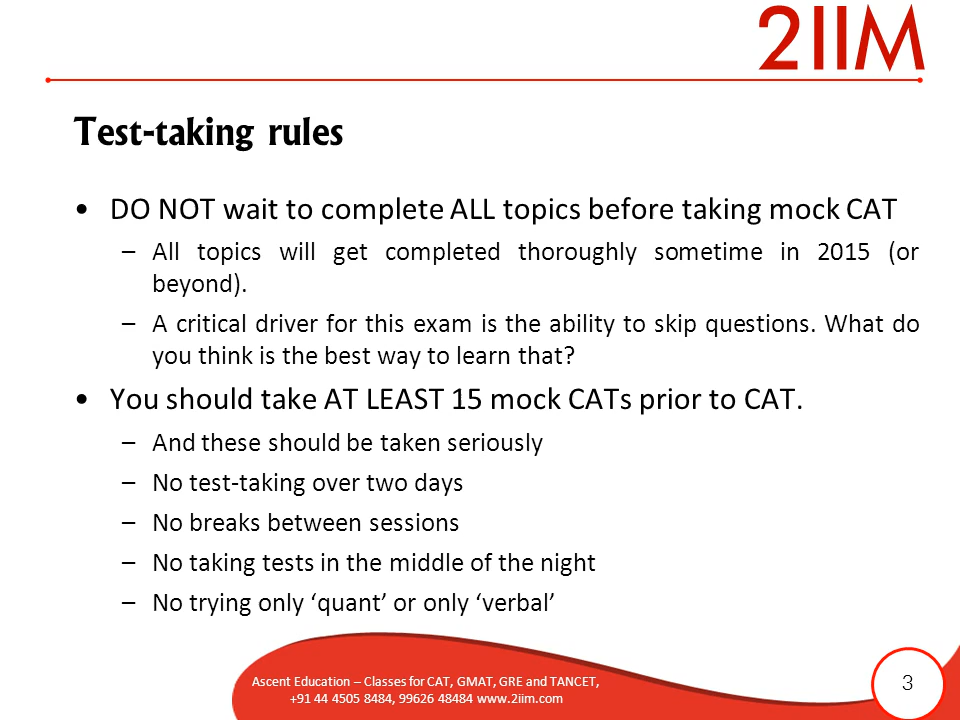 2IIM
Test-taking rules
• DO NOT wait to complete ALL topics before taking mock CAT
– All topics will get completed thoroughly sometime in 2015 (or
beyond).
– A critical driver for this exam is the ability to skip questions. What do
you think is the best way to learn that?
• You should take AT LEAST 15 mock CATs prior to CAT.
– And these should be taken seriously
– No test-taking over two days
– No breaks between sessions
– No taking tests in the middle of the night
– No trying only ‘quant’ or only ‘verbal’
Ascent Education – Classes for CAT, GMAT, GRE and TANCET,
+91 44 4505 8484, 99626 48484 www.2iim.com
3